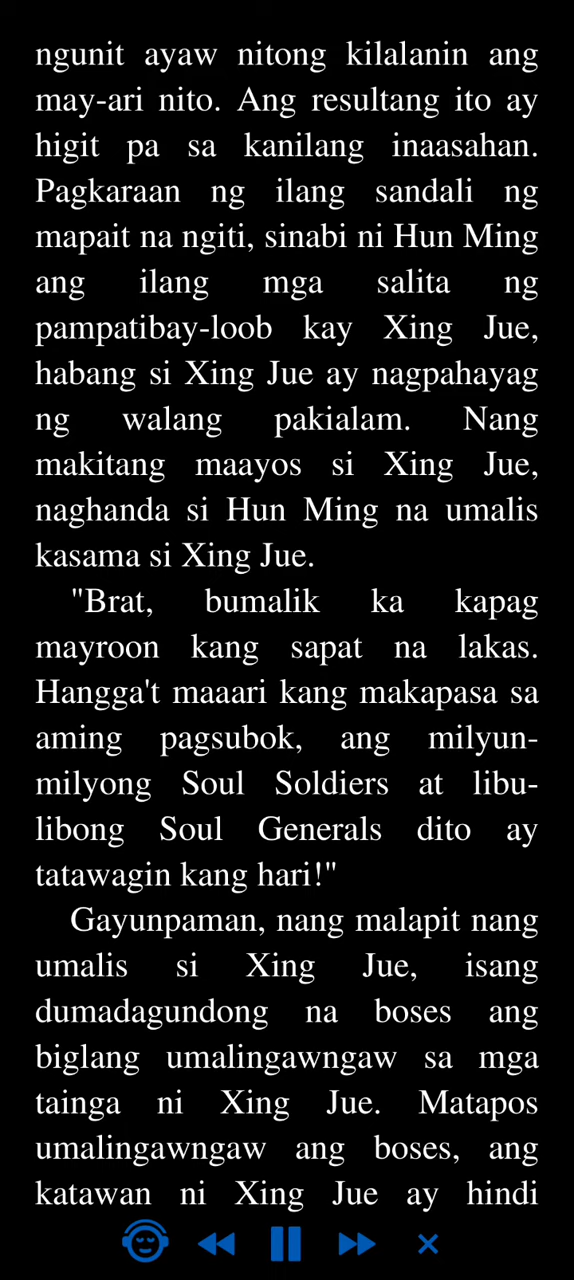 ngunit ayaw nitong kilalanin ang
may-ari nito. Ang resultang ito ay
higit pa sa kanilang inaasahan.
Pagkaraan ng ilang sandali ng
mapait na ngiti, sinabi ni Hun Ming
ang ilang mga salita ng
pampatibay-loob kay Xing Jue,
habang si Xing Jue ay nagpahayag
ng walang pakialam. Nang
makitang maayos si Xing Jue,
naghanda si Hun Ming na umalis
kasama si Xing Jue.
"Brat, bumalik ka kapag
mayroon kang sapat na lakas.
Hangga't maaari kang makapasa sa
aming pagsubok, ang milyun-
milyong Soul Soldiers at libu-
libong Soul Generals dito ay
tatawagin kang hari!"
Gayunpaman, nang malapit nang
umalis si Xing Jue, isang
dumadagundong na boses ang
biglang umalingawngaw sa mga
tainga ni Xing Jue. Matapos
umalingawngaw ang boses, ang
katawan ni Xing Jue ay hindi